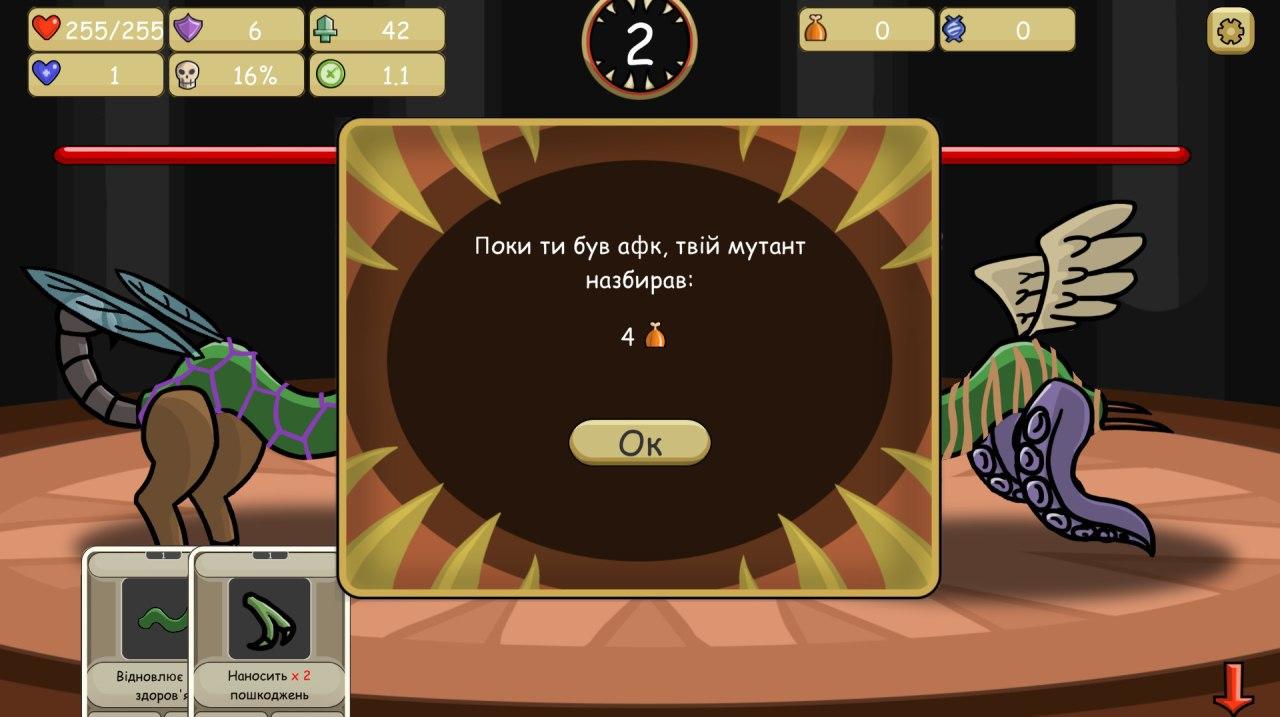 255/255
6
42
2
0
0
1
16%
1.1
Поки ти був афк, твій мутант
назбирав:
4
Ок
1
1
Відновлює
здоров'я
Наносить x 2
пошкоджень